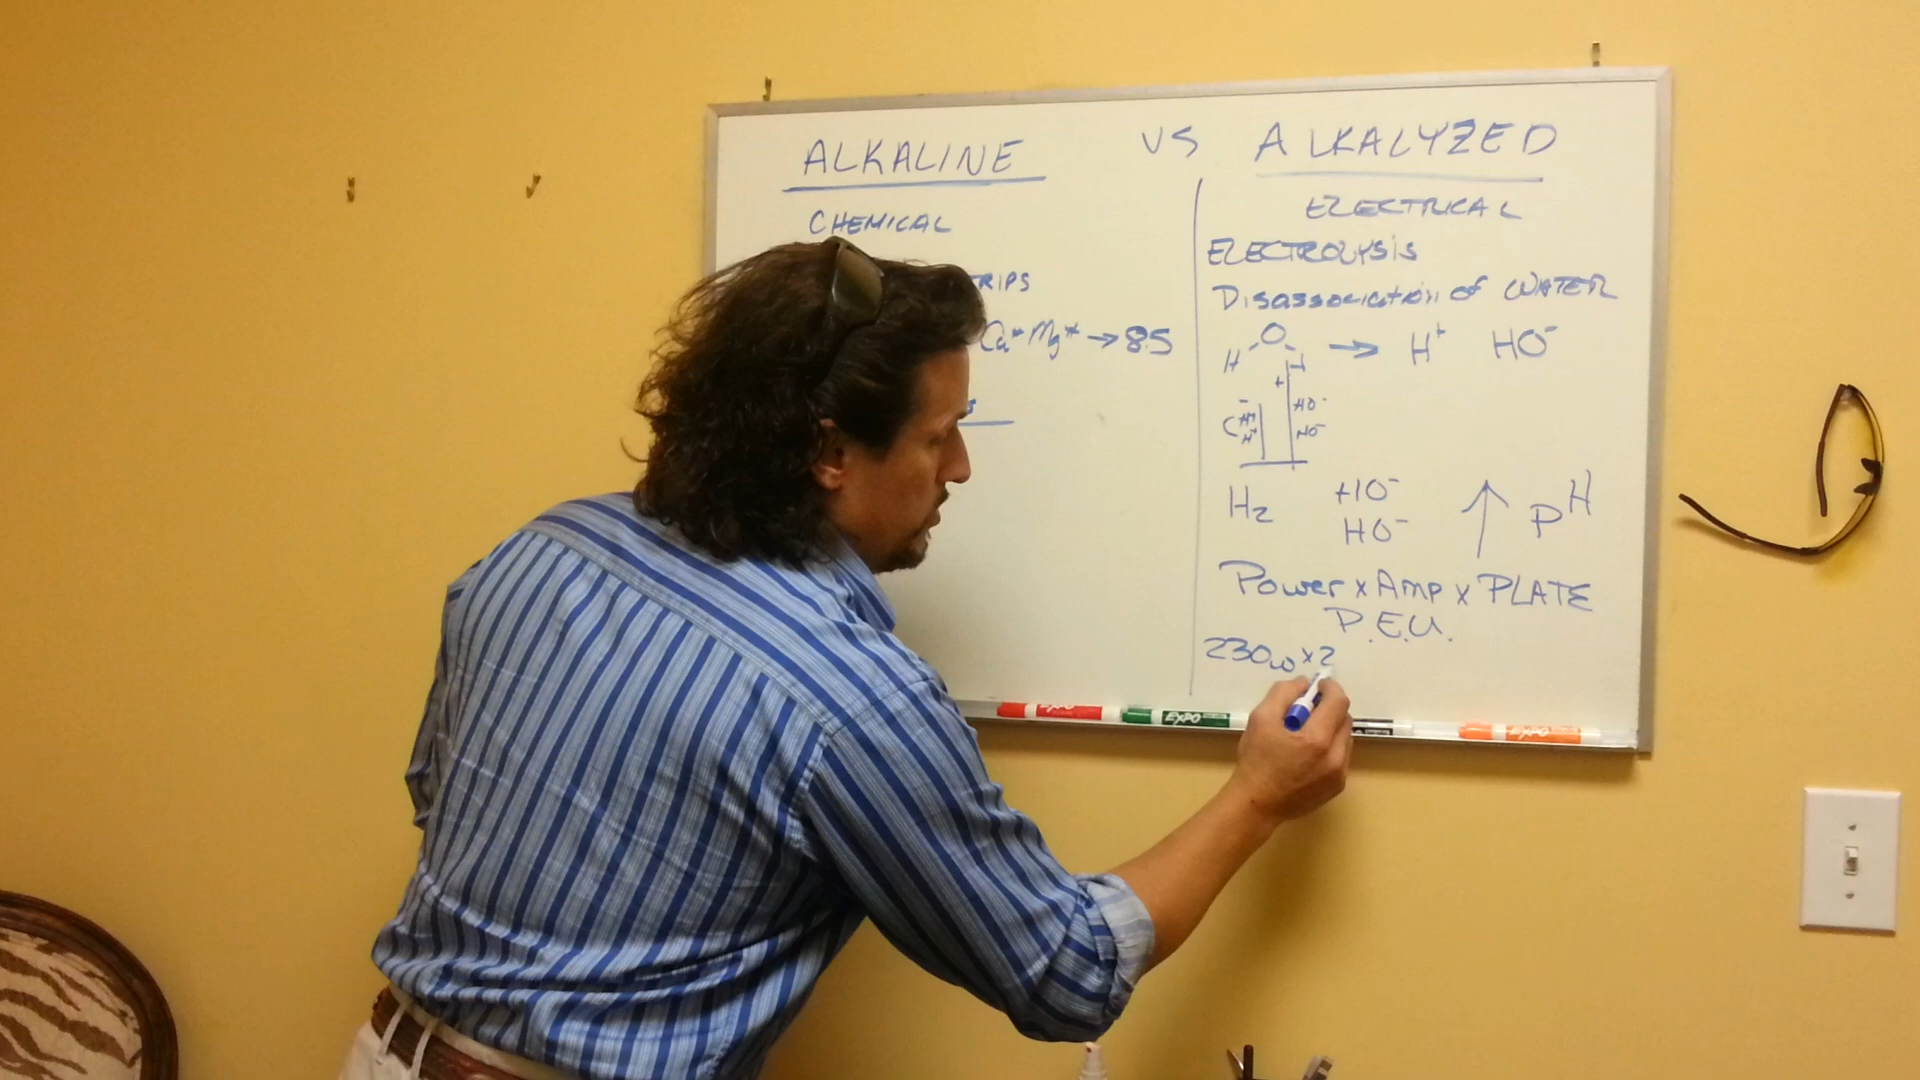 ALKALINE VS ALKALYZED
CHEMICAL
RIPS
Ca+ Mg+ → 8.5
S
ELECTRICAL
ELECTROLYSIS
Disassociation of WATER
H O H → H+ HO-
+
- H+ HO-
H+ HO-
H2 HO- ↑ PH
HO-
Power x Amp x PLATE
P.E.U.
230w x 2
EXPO
EXPO
EXPO